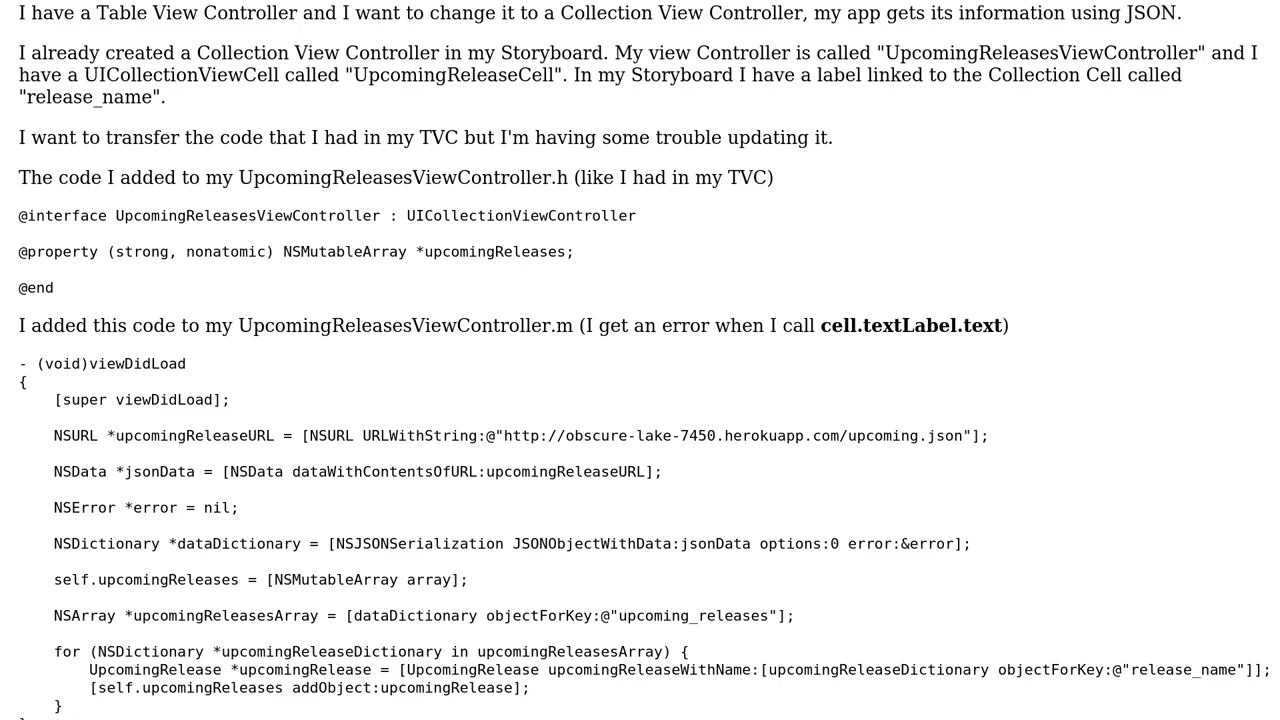 I have a Table View Controller and I want to change it to a Collection View Controller, my app gets its information using JSON.
I already created a Collection View Controller in my Storyboard. My view Controller is called "UpcomingReleasesViewController" and I
have a UICollectionViewCell called "UpcomingReleaseCell". In my Storyboard I have a label linked to the Collection Cell called
"release_name".
I want to transfer the code that I had in my TVC but I'm having some trouble updating it.
The code I added to my UpcomingReleasesViewController.h (like I had in my TVC)
@interface UpcomingReleasesViewController : UICollectionViewController
@property (strong, nonatomic) NSMutableArray *upcomingReleases;
@end
I added this code to my UpcomingReleasesViewController.m (I get an error when I call cell.textLabel.text)
- (void)viewDidLoad
{
    [super viewDidLoad];
    NSURL *upcomingReleaseURL = [NSURL URLWithString:@"http://obscure-lake-7450.herokuapp.com/upcoming.json"];
    NSData *jsonData = [NSData dataWithContentsOfURL:upcomingReleaseURL];
    NSError *error = nil;
    NSDictionary *dataDictionary = [NSJSONSerialization JSONObjectWithData:jsonData options:0 error:&error];
    self.upcomingReleases = [NSMutableArray array];
    NSArray *upcomingReleasesArray = [dataDictionary objectForKey:@"upcoming_releases"];
    for (NSDictionary *upcomingReleaseDictionary in upcomingReleasesArray) {
        UpcomingRelease *upcomingRelease = [UpcomingRelease upcomingReleaseWithName:[upcomingReleaseDictionary objectForKey:@"release_name"]];
        [self.upcomingReleases addObject:upcomingRelease];
    }